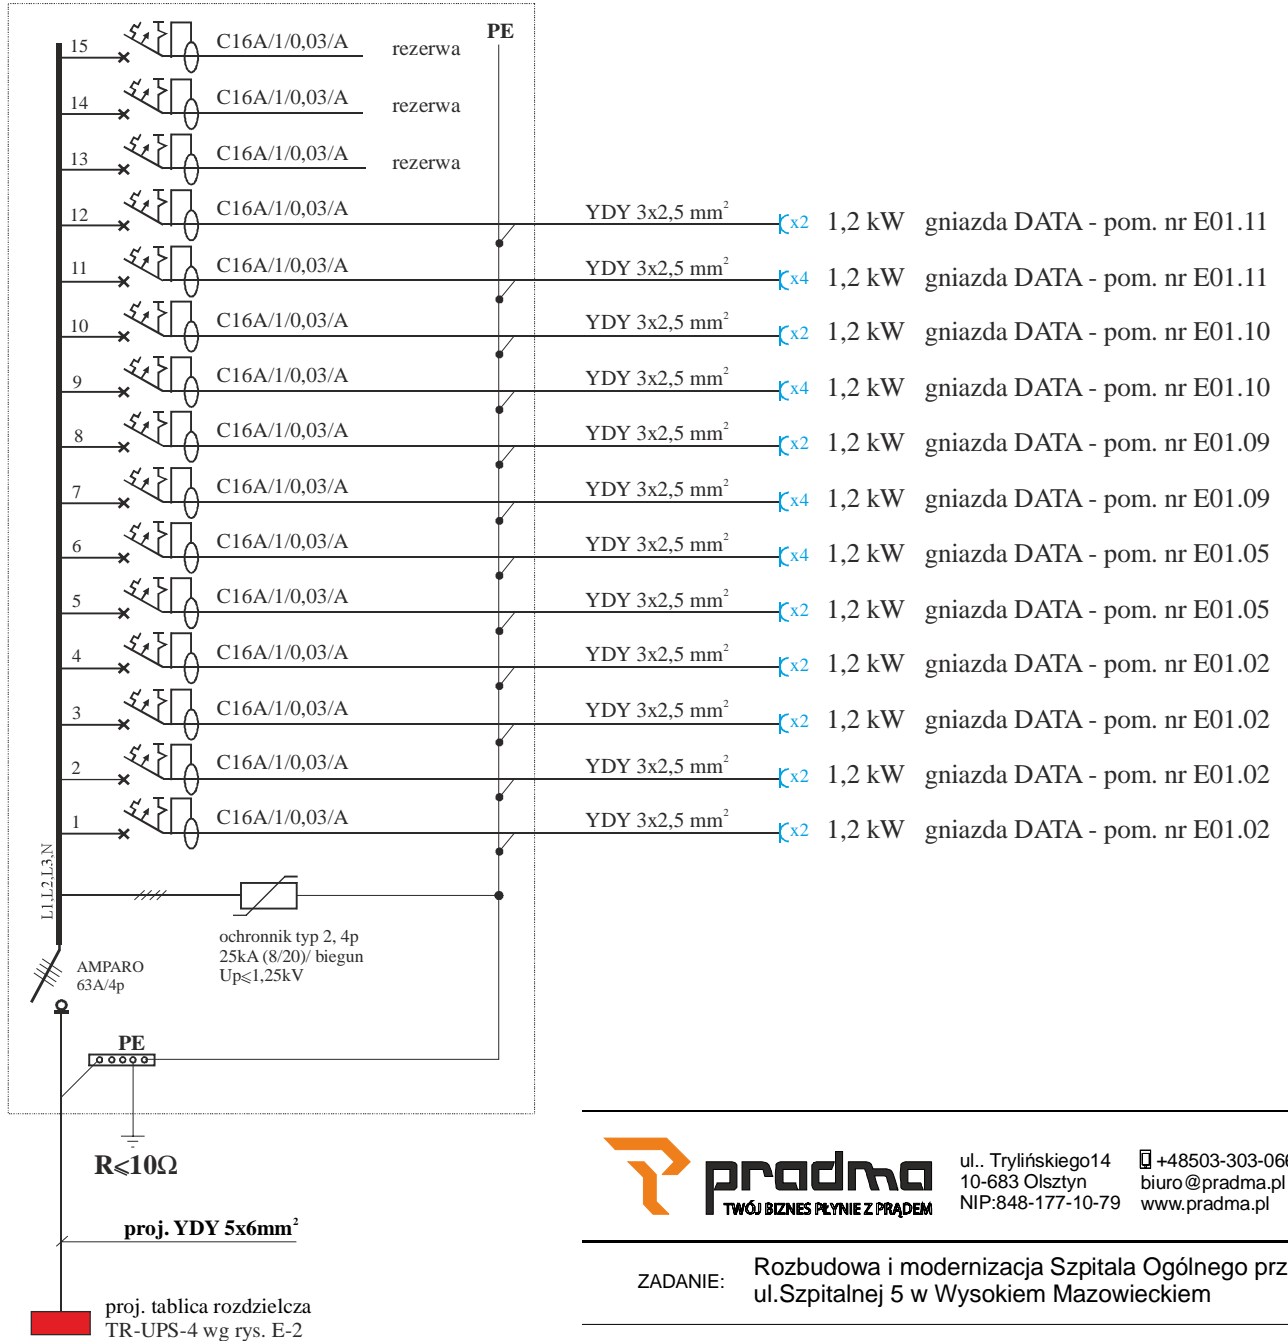 PE
15 C16A/1/0,03/A rezerwa
14 C16A/1/0,03/A rezerwa
13 C16A/1/0,03/A rezerwa
12 C16A/1/0,03/A YDY 3x2,5 mm² x2 1,2 kW gniazda DATA - pom. nr E01.11
11 C16A/1/0,03/A YDY 3x2,5 mm² x4 1,2 kW gniazda DATA - pom. nr E01.11
10 C16A/1/0,03/A YDY 3x2,5 mm² x2 1,2 kW gniazda DATA - pom. nr E01.10
9 C16A/1/0,03/A YDY 3x2,5 mm² x4 1,2 kW gniazda DATA - pom. nr E01.10
8 C16A/1/0,03/A YDY 3x2,5 mm² x2 1,2 kW gniazda DATA - pom. nr E01.09
7 C16A/1/0,03/A YDY 3x2,5 mm² x4 1,2 kW gniazda DATA - pom. nr E01.09
6 C16A/1/0,03/A YDY 3x2,5 mm² x4 1,2 kW gniazda DATA - pom. nr E01.05
5 C16A/1/0,03/A YDY 3x2,5 mm² x2 1,2 kW gniazda DATA - pom. nr E01.05
4 C16A/1/0,03/A YDY 3x2,5 mm² x2 1,2 kW gniazda DATA - pom. nr E01.02
3 C16A/1/0,03/A YDY 3x2,5 mm² x2 1,2 kW gniazda DATA - pom. nr E01.02
2 C16A/1/0,03/A YDY 3x2,5 mm² x2 1,2 kW gniazda DATA - pom. nr E01.02
1 C16A/1/0,03/A YDY 3x2,5 mm² x2 1,2 kW gniazda DATA - pom. nr E01.02
L1,L2,L3,N
ochronnik typ 2, 4p
25kA (8/20)/ biegun
Up⩽1,25kV
AMPARO
63A/4p
PE
R⩽10Ω
proj. YDY 5x6mm²
proj. tablica rozdzielcza
TR-UPS-4 wg rys. E-2
pradma
TWÓJ BIZNES PŁYNIE Z PRĄDEM
ul.. Trylińskiego14
10-683 Olsztyn
NIP:848-177-10-79
+48503-303-066
biuro@pradma.pl
www.pradma.pl
ZADANIE:
Rozbudowa i modernizacja Szpitala Ogólnego prz
ul.Szpitalnej 5 w Wysokiem Mazowieckiem